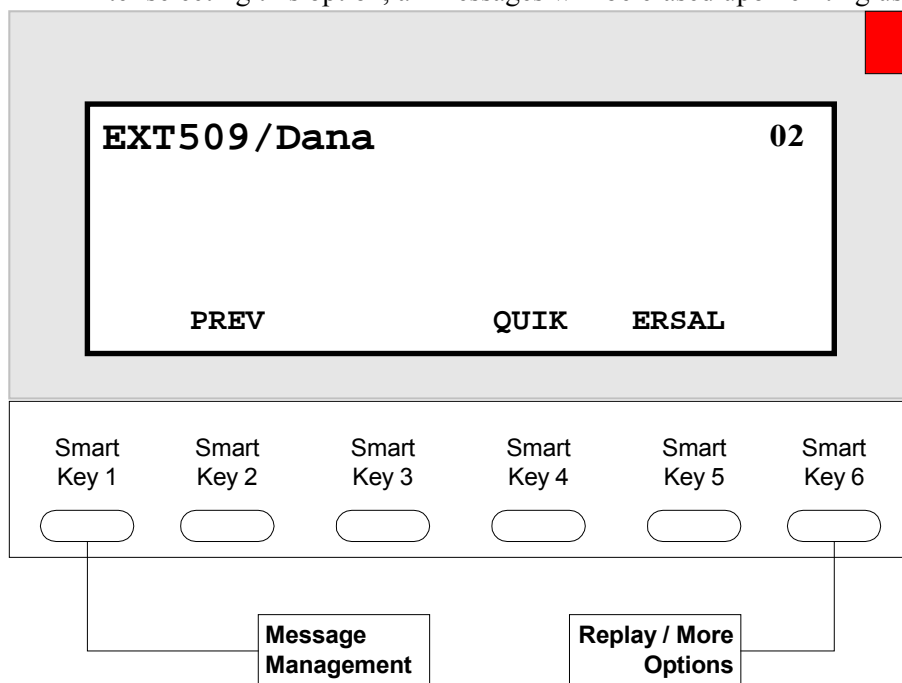 EXT509/Dana 02
PREV QUIK ERSAL
Smart Key 1 Smart Key 2 Smart Key 3 Smart Key 4 Smart Key 5 Smart Key 6
Message Management
Replay / More Options